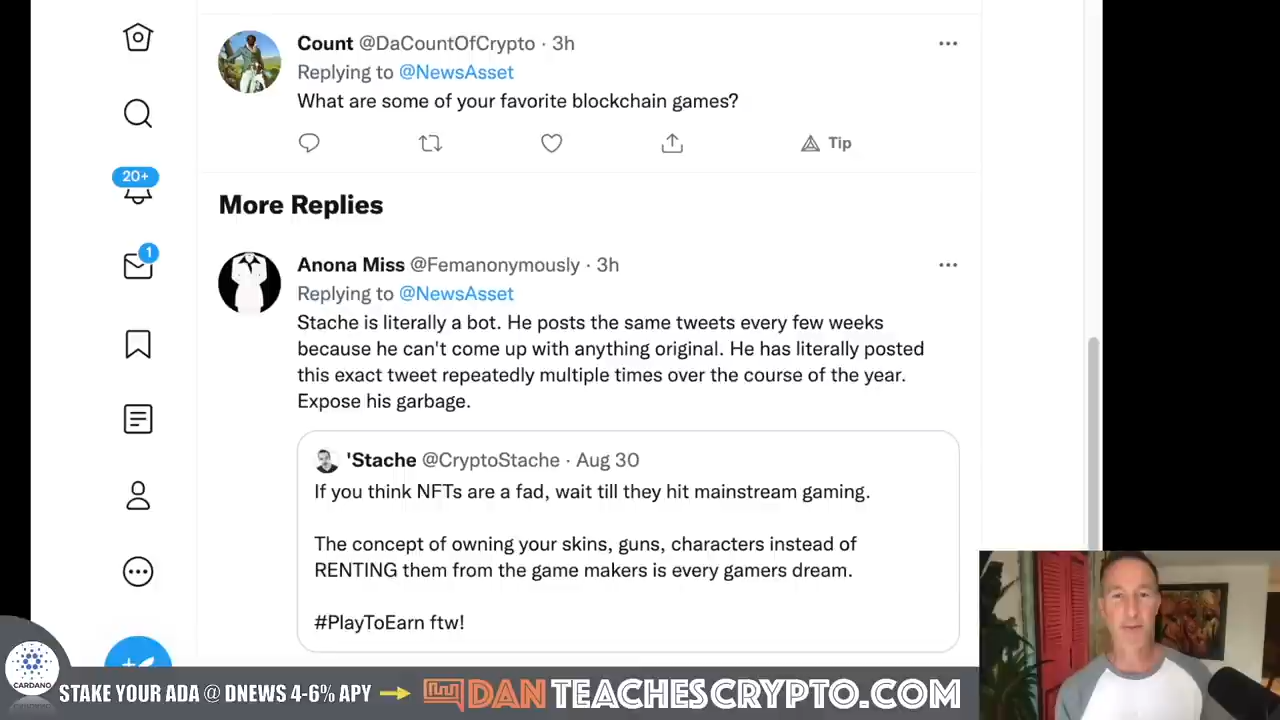 Count @DaCountOfCrypto · 3h
Replying to @NewsAsset
What are some of your favorite blockchain games?
Tip
20+
More Replies
1
Anona Miss @Femanonymously · 3h
Replying to @NewsAsset
Stache is literally a bot. He posts the same tweets every few weeks
because he can't come up with anything original. He has literally posted
this exact tweet repeatedly multiple times over the course of the year.
Expose his garbage.
'Stache @CryptoStache · Aug 30
If you think NFTs are a fad, wait till they hit mainstream gaming.
The concept of owning your skins, guns, characters instead of
RENTING them from the game makers is every gamers dream.
#PlayToEarn ftw!
CARDANO
STAKE YOUR ADA @ DNEWS 4-6% APY
DANTEACHESCRYPTO.COM